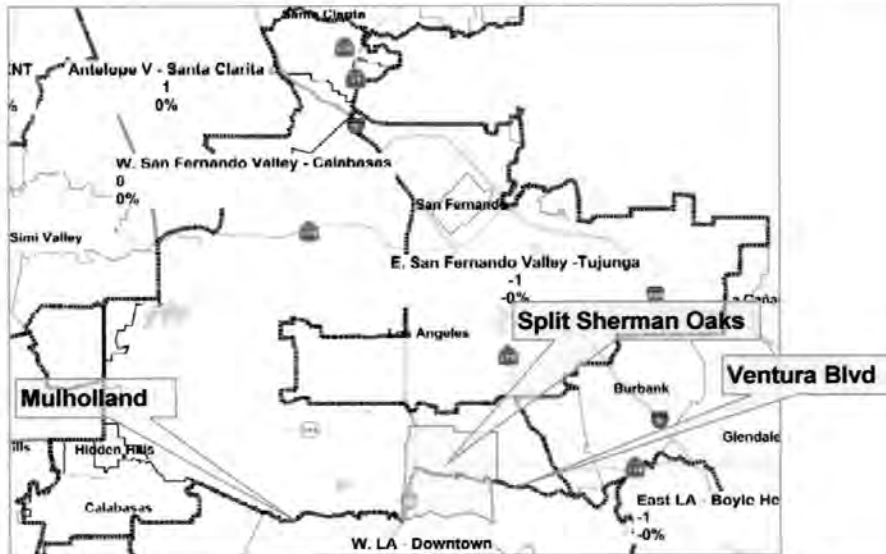 Santa Clarita
Antelope V - Santa Clarita
1
0%
W. San Fernando Valley - Calabasas
0
0%
San Fernando
Simi Valley
E. San Fernando Valley -Tujunga
-1
-0%
Los Angeles
Split Sherman Oaks
Ventura Blvd
Mulholland
Burbank
Glendale
Hidden Hills
Calabasas
East LA - Boyle He
-1
-0%
W. LA - Downtown